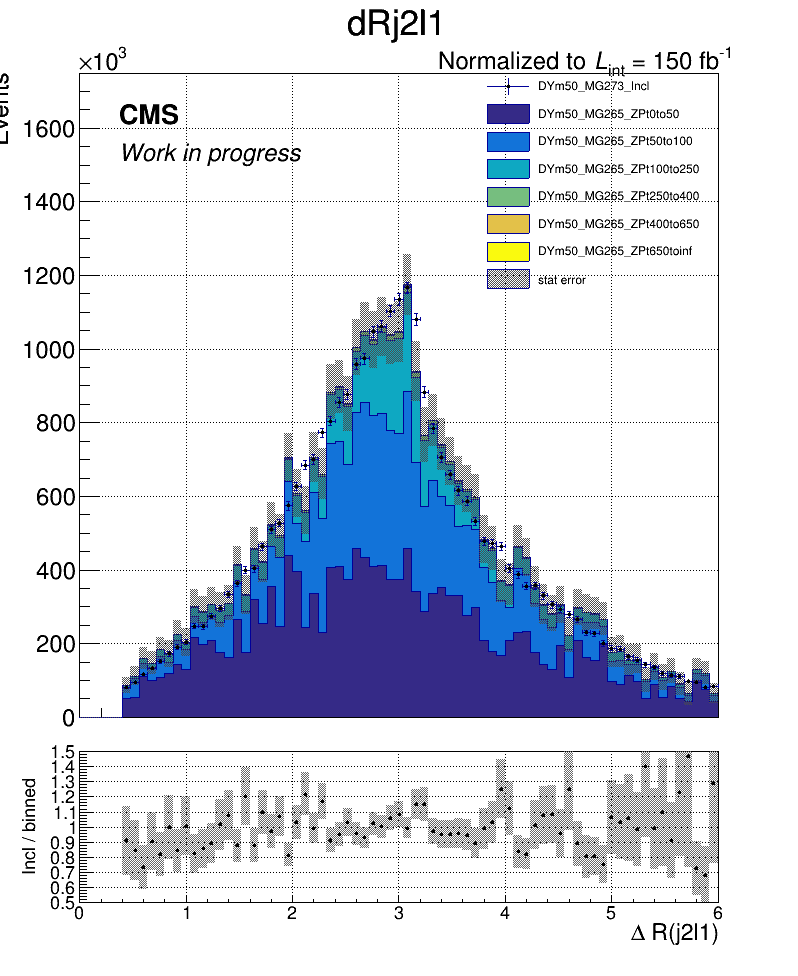 dRj2l1
×10³
Normalized to L_int = 150 fb⁻¹
Events
CMS
Work in progress
DYm50_MG273_Incl
DYm50_MG265_ZPt0to50
DYm50_MG265_ZPt50to100
DYm50_MG265_ZPt100to250
DYm50_MG265_ZPt250to400
DYm50_MG265_ZPt400to650
DYm50_MG265_ZPt650toinf
stat error
1600
1400
1200
1000
800
600
400
200
0
Incl / binned
1.5
1.4
1.3
1.2
1.1
1
0.9
0.8
0.7
0.6
0.5
0 1 2 3 4 5 6
Δ R(j2l1)